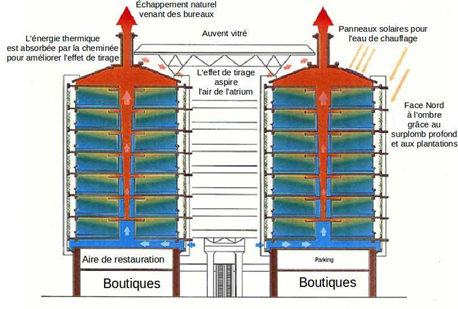 Échappement naturel
venant des bureaux
L'énergie thermique
est absorbée par la cheminée
pour améliorer l'effet de tirage
Auvent vitré
Panneaux solaires pour
l'eau de chauffage
L'effet de tirage
aspire
l'air de l'atrium
Face Nord
à l'ombre
grâce au
surplomb profond
et aux plantations
Aire de restauration
Parking
Boutiques
Boutiques